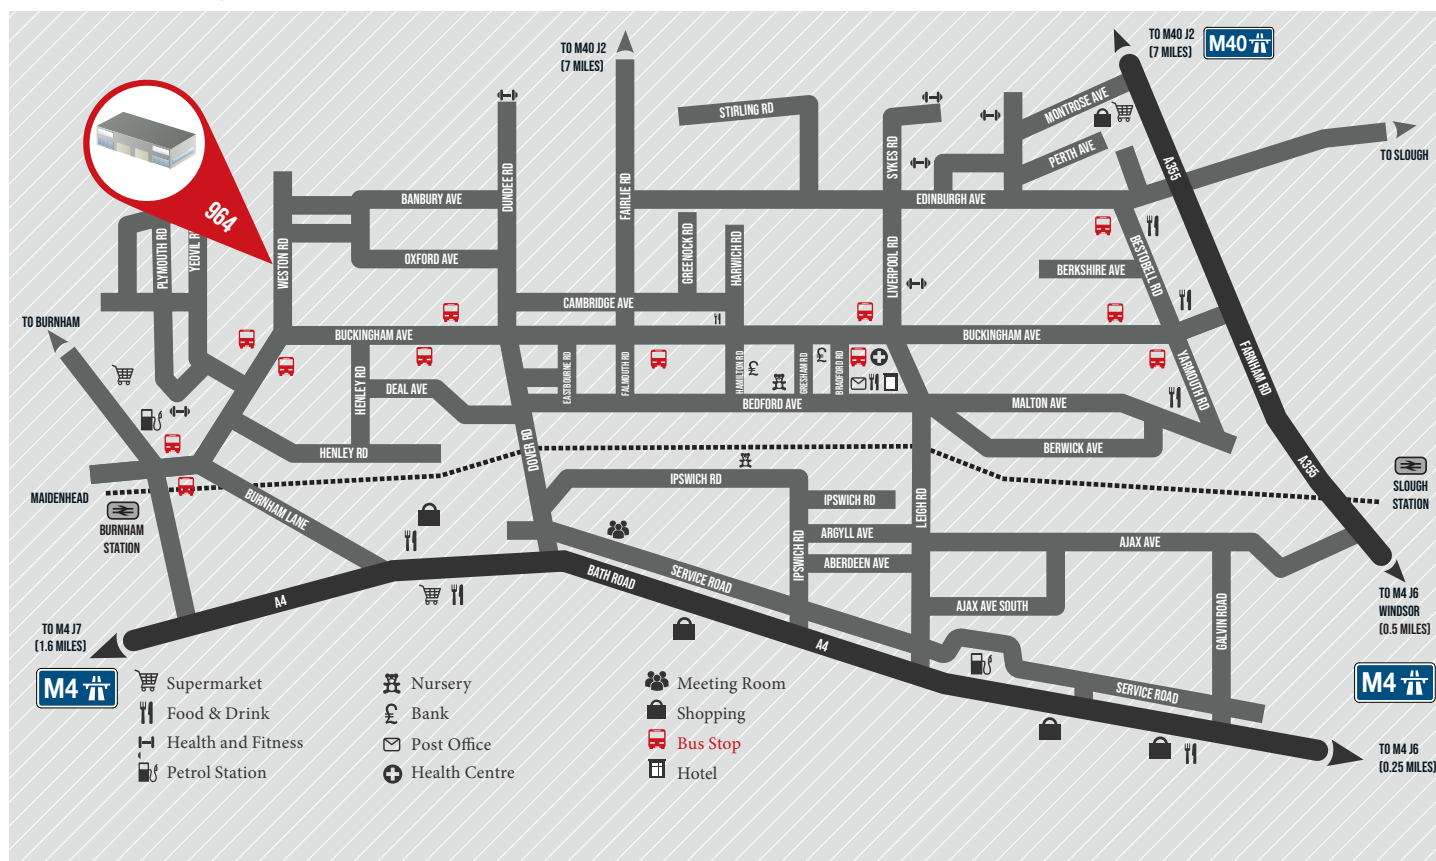 TO M40 J2
(7 MILES)
TO M40 J2
(7 MILES)
M40
MONTROSE AVE
STIRLING RD
SYKES RD
PERTH AVE
A355
TO SLOUGH
DUNDEE RD
FAIRLIE RD
BANBURY AVE
EDINBURGH AVE
964
PLYMOUTH RD
YEOVIL R
WESTON RD
OXFORD AVE
GREENOCK RD
HARWICH RD
LIVERPOOL RD
BERKSHIRE AVE
BESTOBELL RD
CAMBRIDGE AVE
TO BURNHAM
BUCKINGHAM AVE
BUCKINGHAM AVE
FARNHAM RD
HENLEY RD
DEAL AVE
EASTBOURNE RD
FALMOUTH RD
HAMILTON RD
GRESHAM RD
BRADFORD RD
YARMOUTH RD
BEDFORD AVE
MALTON AVE
HENLEY RD
DOVER RD
BERWICK AVE
A355
MAIDENHEAD
BURNHAM
STATION
BURNHAM LANE
IPSWICH RD
IPSWICH RD
LEIGH RD
SLOUGH
STATION
ARGYLL AVE
AJAX AVE
IPSWICH RD
ABERDEEN AVE
SERVICE ROAD
BATH ROAD
A4
AJAX AVE SOUTH
GALVIN ROAD
TO M4 J6
WINDSOR
(0.5 MILES)
TO M4 J7
(1.6 MILES)
A4
M4
M4
SERVICE ROAD
TO M4 J6
(0.25 MILES)
Supermarket
Food & Drink
Health and Fitness
Petrol Station
Nursery
£ Bank
Post Office
Health Centre
Meeting Room
Shopping
Bus Stop
Hotel
£
£